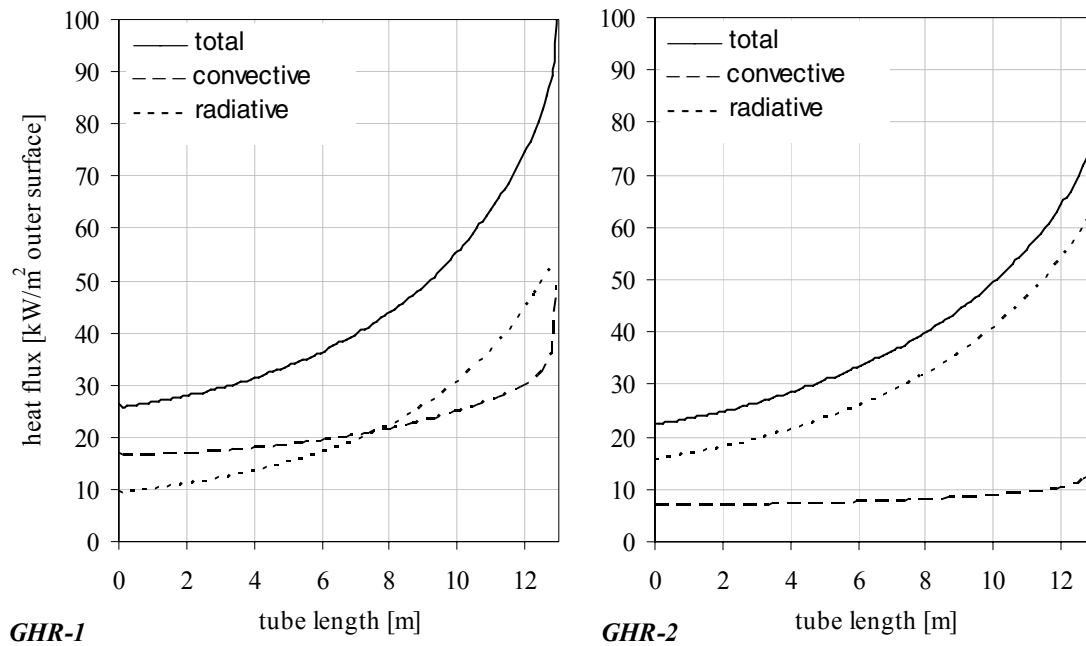 heat flux [kW/m² outer surface]
100
90
80
70
60
50
40
30
20
10
0
total
convective
radiative
0 2 4 6 8 10 12
tube length [m]
GHR-1
100
90
80
70
60
50
40
30
20
10
0
total
convective
radiative
0 2 4 6 8 10 12
tube length [m]
GHR-2